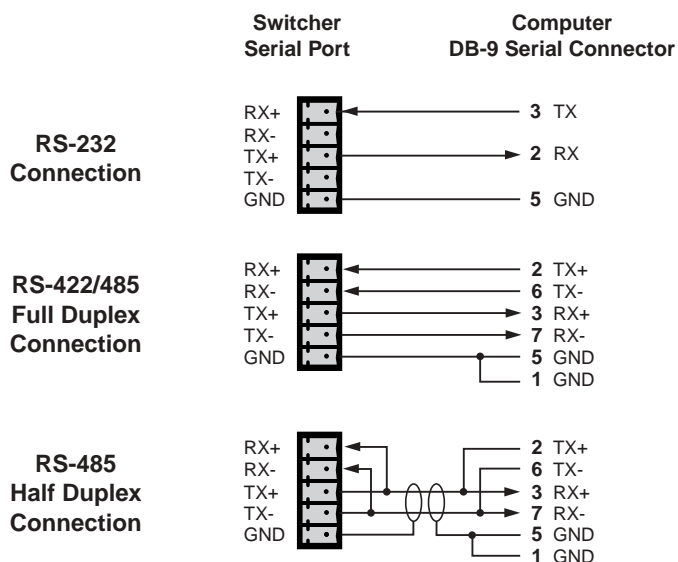 Switcher
Serial Port
Computer
DB-9 Serial Connector
RS-232
Connection
RX+
RX-
TX+
TX-
GND
3 TX
2 RX
5 GND
RS-422/485
Full Duplex
Connection
RX+
RX-
TX+
TX-
GND
2 TX+
6 TX-
3 RX+
7 RX-
5 GND
1 GND
RS-485
Half Duplex
Connection
RX+
RX-
TX+
TX-
GND
2 TX+
6 TX-
3 RX+
7 RX-
5 GND
1 GND